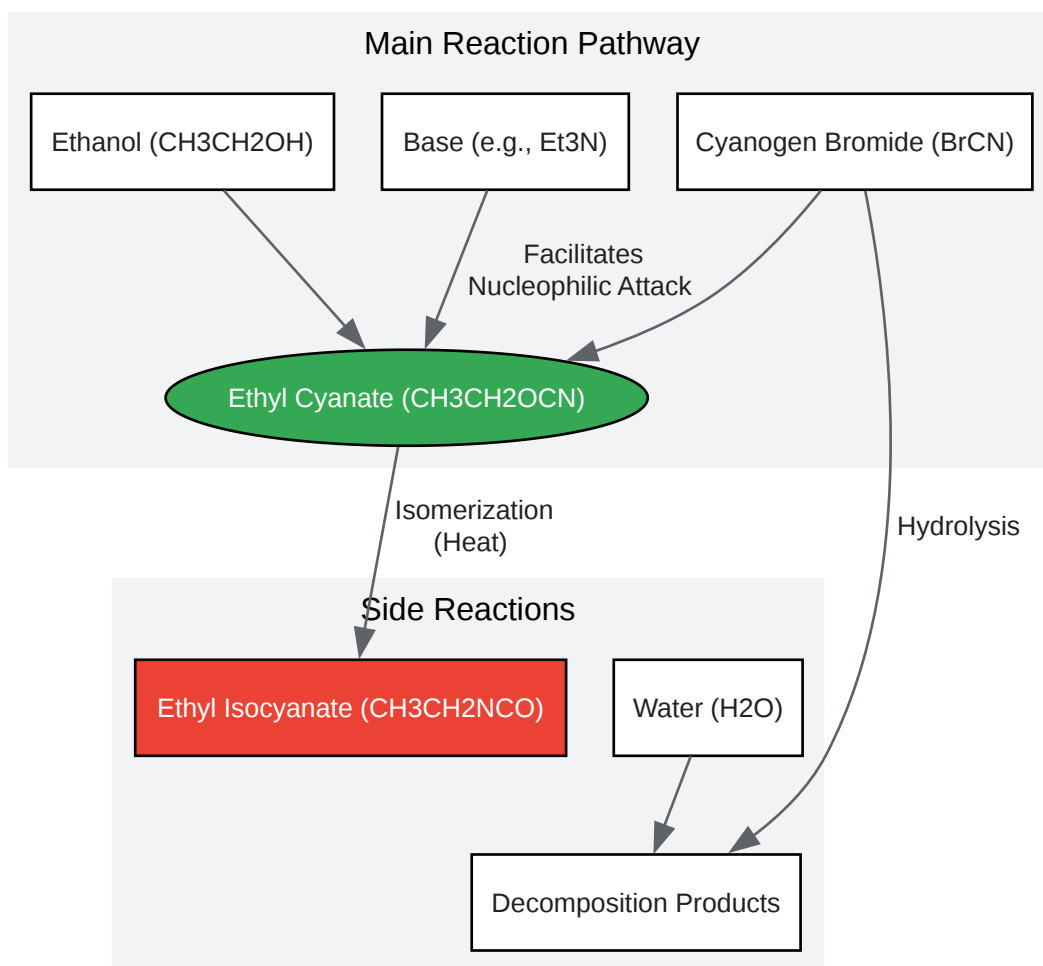 Main Reaction Pathway
Ethanol (CH3CH2OH)
Base (e.g., Et3N)
Cyanogen Bromide (BrCN)
Facilitates
Nucleophilic Attack
Ethyl Cyanate (CH3CH2OCN)
Isomerization
(Heat)
Hydrolysis
Side Reactions
Ethyl Isocyanate (CH3CH2NCO)
Water (H2O)
Decomposition Products